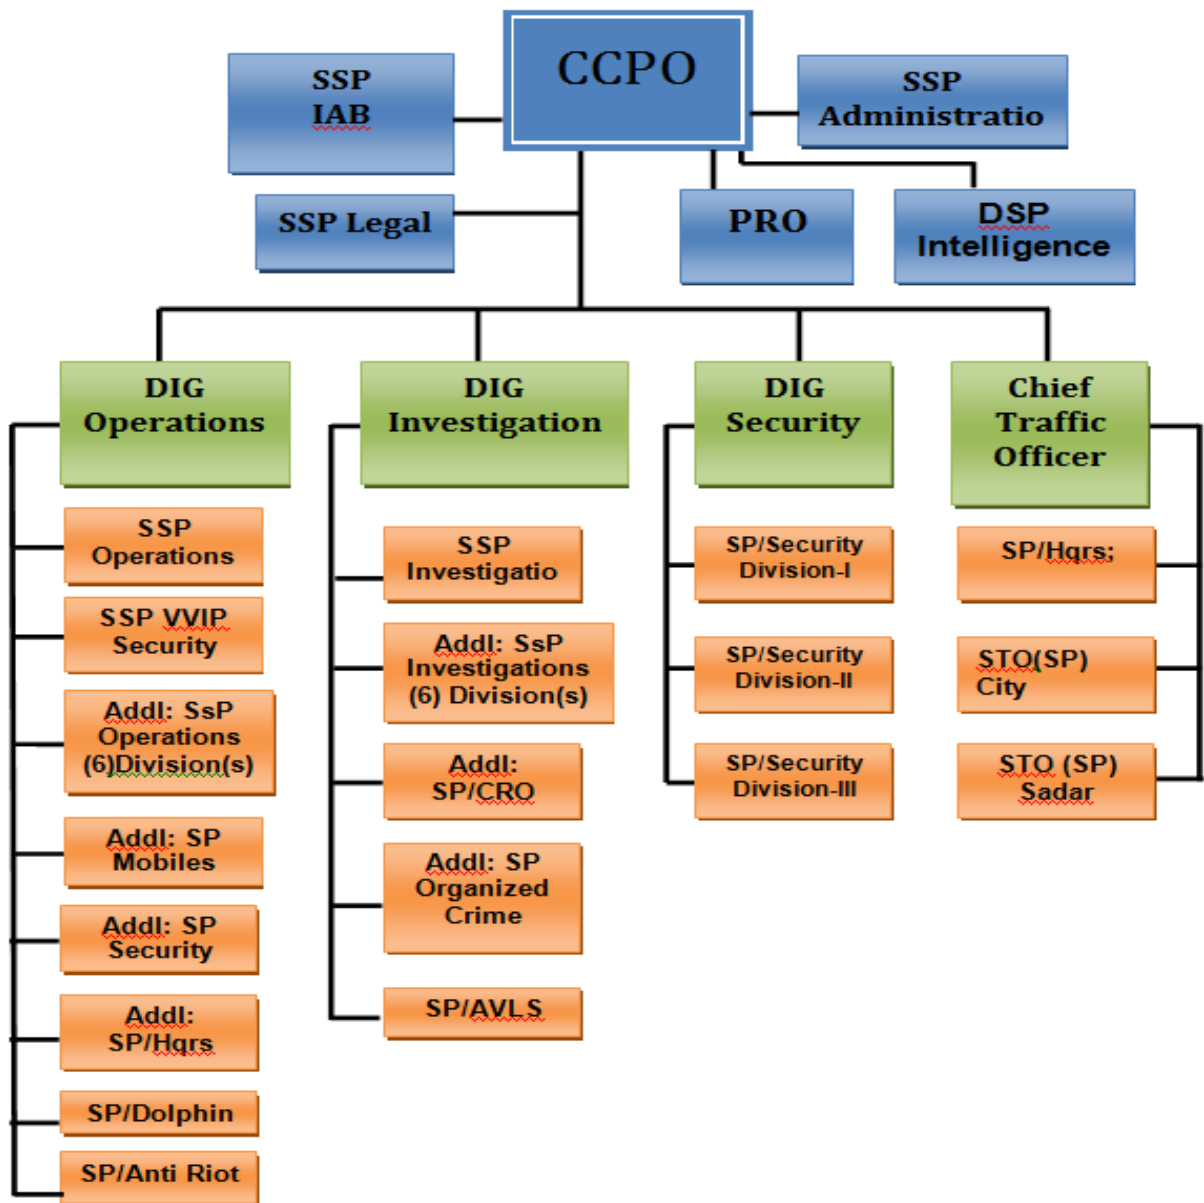 CCPO
SSP
IAB
SSP
Administratio
SSP Legal
PRO
DSP
Intelligence
DIG
Operations
DIG
Investigation
DIG
Security
Chief
Traffic
Officer
SSP
Operations
SSP VVIP
Security
Addl: SsP
Operations
(6)Division(s)
Addl: SP
Mobiles
Addl: SP
Security
Addl:
SP/Hqrs
SP/Dolphin
SP/Anti Riot
SSP
Investigatio
Addl: SsP
Investigations
(6) Division(s)
Addl:
SP/CRO
Addl: SP
Organized
Crime
SP/AVLS
SP/Security
Division-I
SP/Security
Division-II
SP/Security
Division-III
SP/Hqrs;
STO(SP)
City
STO (SP)
Sadar